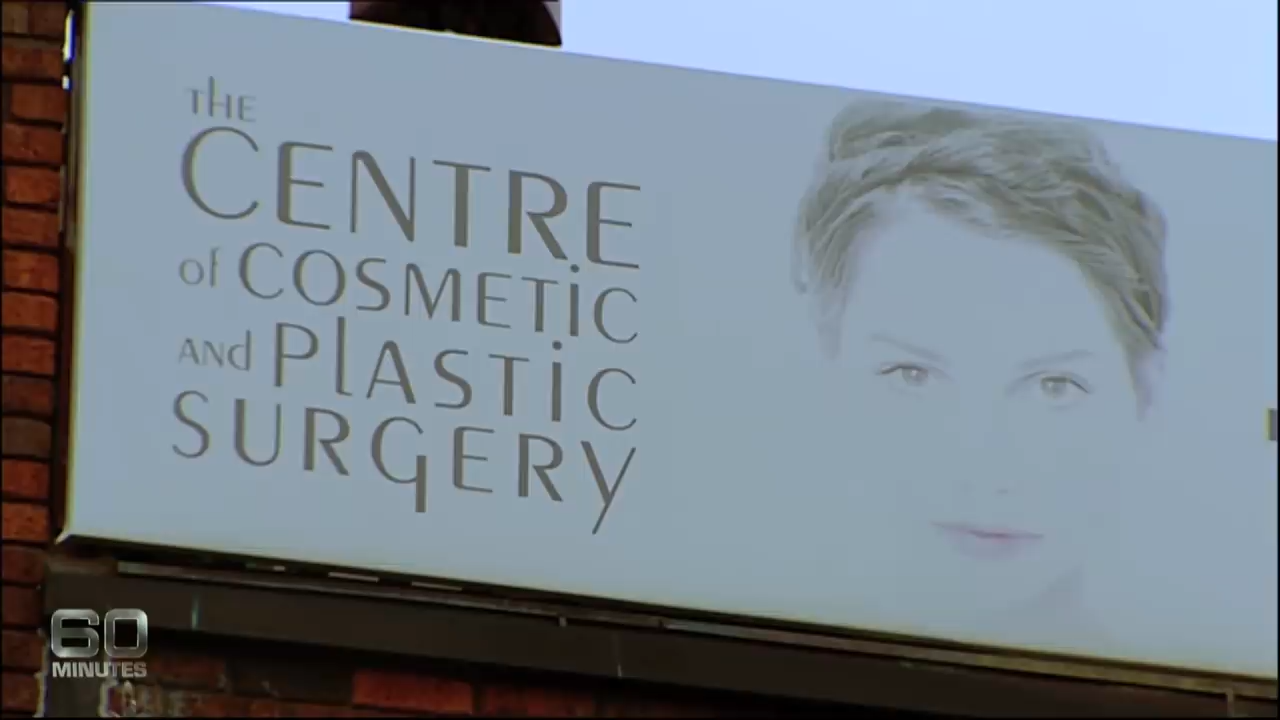 THE
CENTRE
of COSMETIC
AND PLASTIC
SURGERY
60
MINUTES